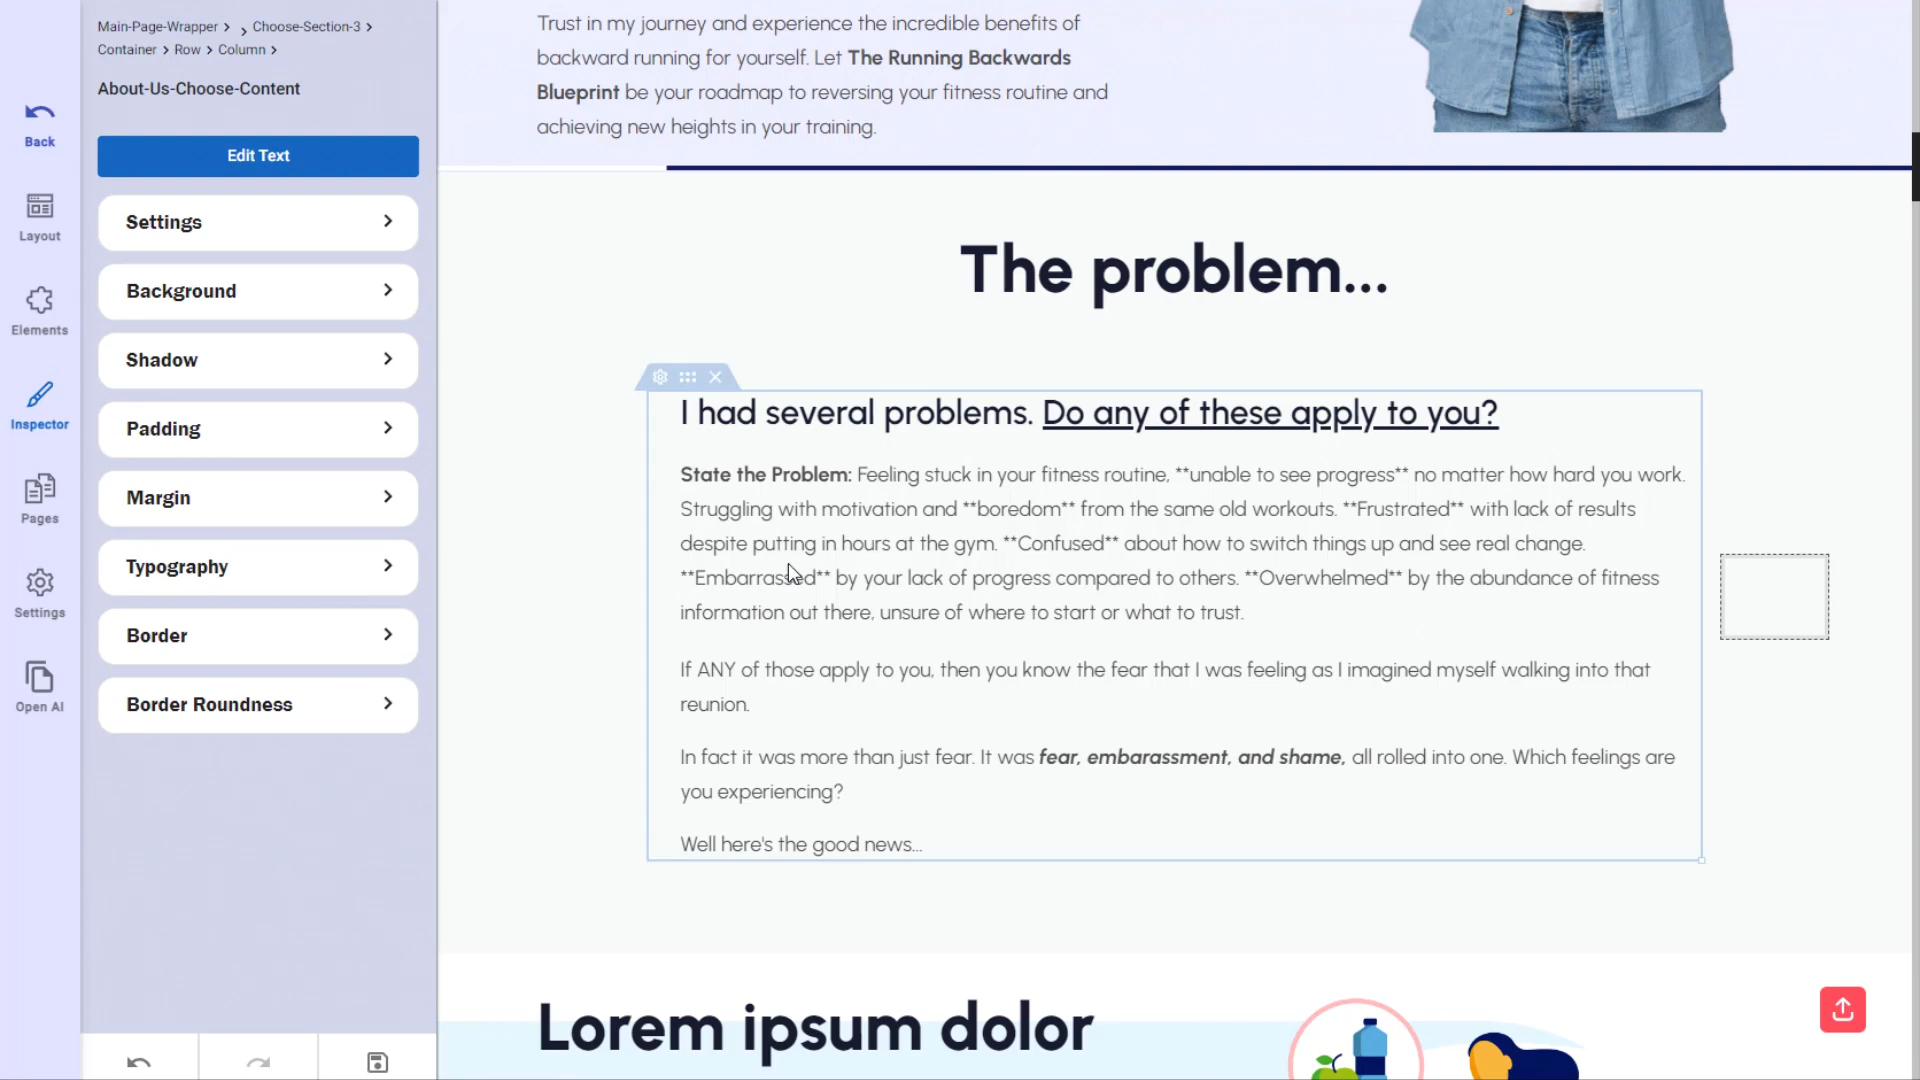 Main-Page-Wrapper > > Choose-Section-3 >
Container > Row > Column >
About-Us-Choose-Content
Back
Layout
Elements
Inspector
Pages
Settings
Open AI
Edit Text
Settings
Background
Shadow
Padding
Margin
Typography
Border
Border Roundness
Trust in my journey and experience the incredible benefits of
backward running for yourself. Let The Running Backwards
Blueprint be your roadmap to reversing your fitness routine and
achieving new heights in your training.
The problem...
I had several problems. Do any of these apply to you?
State the Problem: Feeling stuck in your fitness routine, **unable to see progress** no matter how hard you work.
Struggling with motivation and **boredom** from the same old workouts. **Frustrated** with lack of results
despite putting in hours at the gym. **Confused** about how to switch things up and see real change.
**Embarrassed** by your lack of progress compared to others. **Overwhelmed** by the abundance of fitness
information out there, unsure of where to start or what to trust.
If ANY of those apply to you, then you know the fear that I was feeling as I imagined myself walking into that
reunion.
In fact it was more than just fear. It was fear, embarassment, and shame, all rolled into one. Which feelings are
you experiencing?
Well here's the good news...
Lorem ipsum dolor